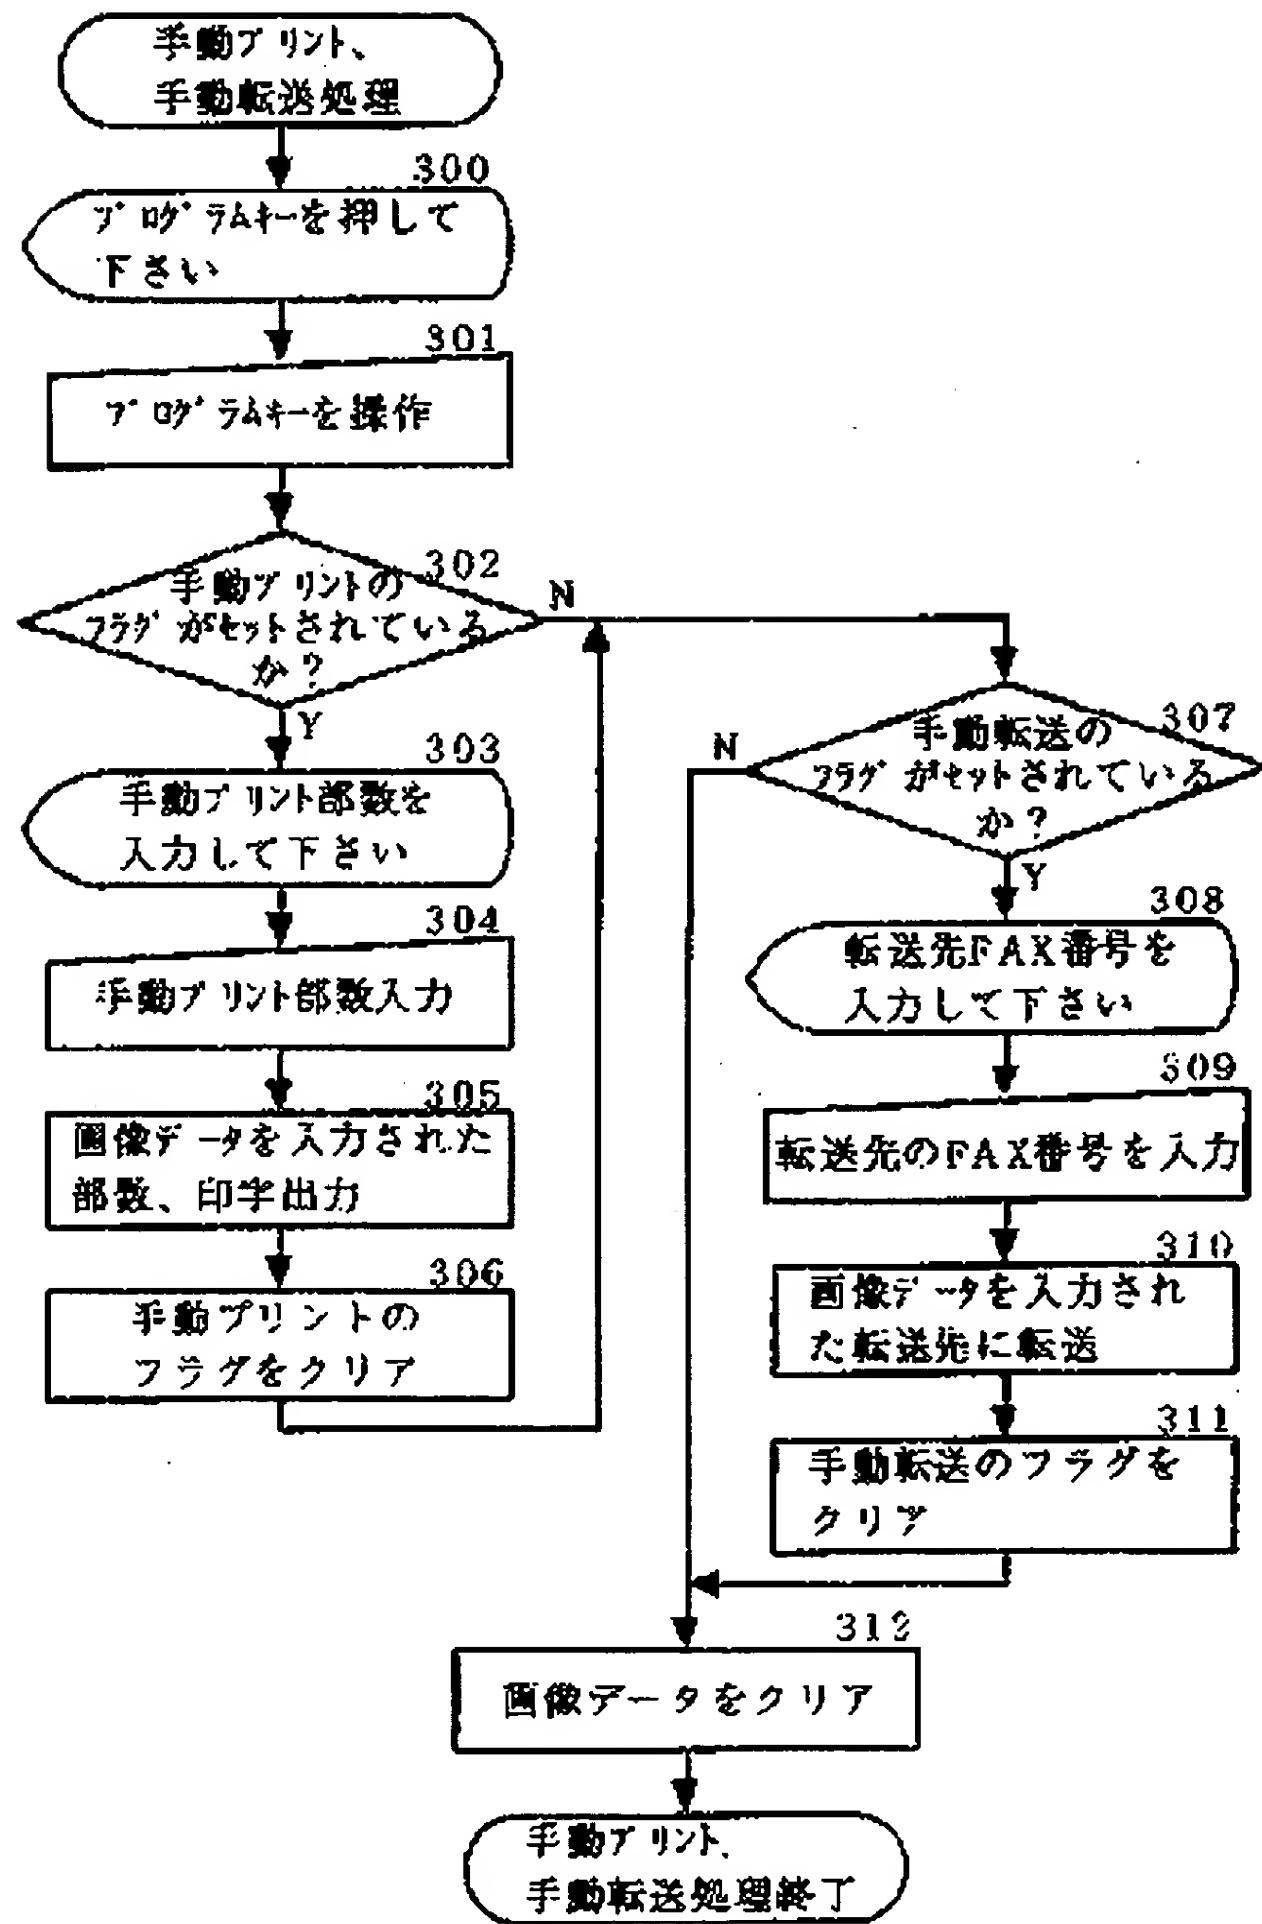 手動プリント、
手動転送処理
300
プログラムキーを押して
下さい
301
プログラムキーを操作
302
手動プリントの
フラグがセットされている
か?
N
Y
303
手動プリント部数を
入力して下さい
304
手動プリント部数入力
305
画像データを入力された
部数、印字出力
306
手動プリントの
フラグをクリア
307
手動転送の
フラグがセットされている
か?
N
Y
308
転送先FAX番号を
入力して下さい
309
転送先のFAX番号を入力
310
画像データを入力され
た転送先に転送
311
手動転送のフラグを
クリア
312
画像データをクリア
手動プリント、
手動転送処理終了